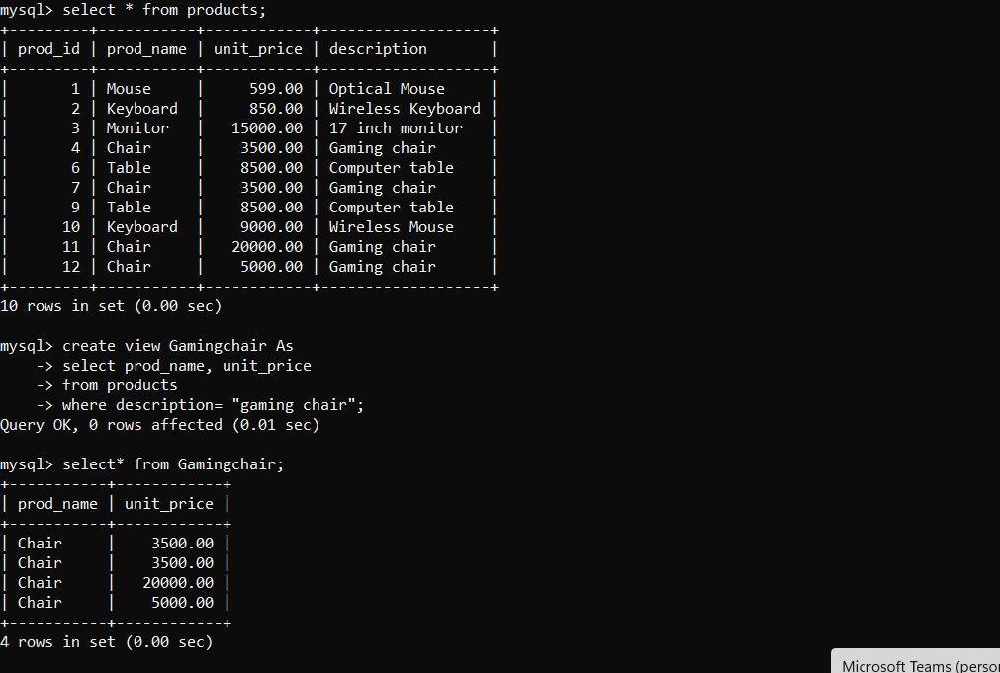 mysql> select * from products;
+---------+-----------+------------+-------------------+
| prod_id | prod_name | unit_price | description       |
+---------+-----------+------------+-------------------+
|       1 | Mouse     |     599.00 | Optical Mouse     |
|       2 | Keyboard  |     850.00 | Wireless Keyboard |
|       3 | Monitor   |   15000.00 | 17 inch monitor   |
|       4 | Chair     |    3500.00 | Gaming chair      |
|       6 | Table     |    8500.00 | Computer table    |
|       7 | Chair     |    3500.00 | Gaming chair      |
|       9 | Table     |    8500.00 | Computer table    |
|      10 | Keyboard  |    9000.00 | Wireless Mouse    |
|      11 | Chair     |   20000.00 | Gaming chair      |
|      12 | Chair     |    5000.00 | Gaming chair      |
+---------+-----------+------------+-------------------+
10 rows in set (0.00 sec)
mysql> create view Gamingchair As
    -> select prod_name, unit_price
    -> from products
    -> where description= "gaming chair";
Query OK, 0 rows affected (0.01 sec)
mysql> select* from Gamingchair;
+-----------+------------+
| prod_name | unit_price |
+-----------+------------+
| Chair     |    3500.00 |
| Chair     |    3500.00 |
| Chair     |   20000.00 |
| Chair     |    5000.00 |
+-----------+------------+
4 rows in set (0.00 sec)
Microsoft Teams (perso